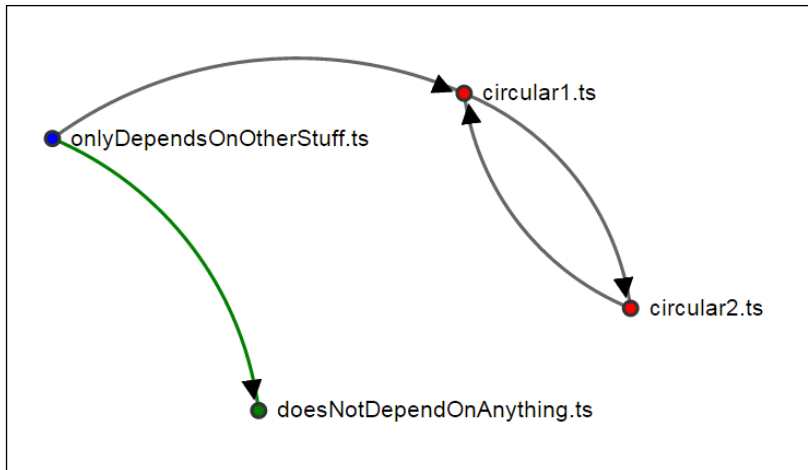 circular1.ts
onlyDependsOnOtherStuff.ts
circular2.ts
doesNotDependOnAnything.ts